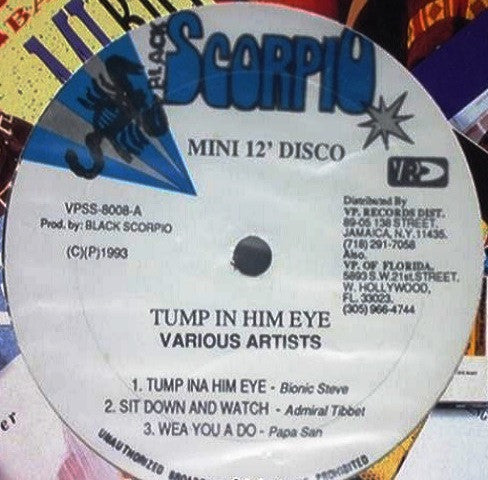 BLACK
SCORPIO
MINI 12' DISCO
VP
VPSS-8008-A
Prod. by: BLACK SCORPIO
(C)(P)1993
Distributed By
VP. RECORDS DIST.
89-05 138 STREET
JAMAICA, N.Y. 11435.
(718) 291-7058
Also.
VP. OF FLORIDA.
5893 S.W. 21st. STREET.
W. HOLLYWOOD,
FL. 33023.
(305) 966-4744
TUMP IN HIM EYE
VARIOUS ARTISTS
1. TUMP INA HIM EYE - Bionic Steve
2. SIT DOWN AND WATCH - Admiral Tibbet
3. WEA YOU A DO - Papa San
UNAUTHORIZED PROHIBITED